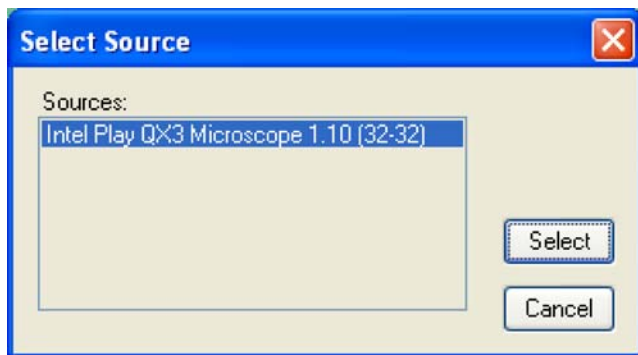 Select Source
Sources:
Intel Play QX3 Microscope 1.10 (32-32)
Select
Cancel